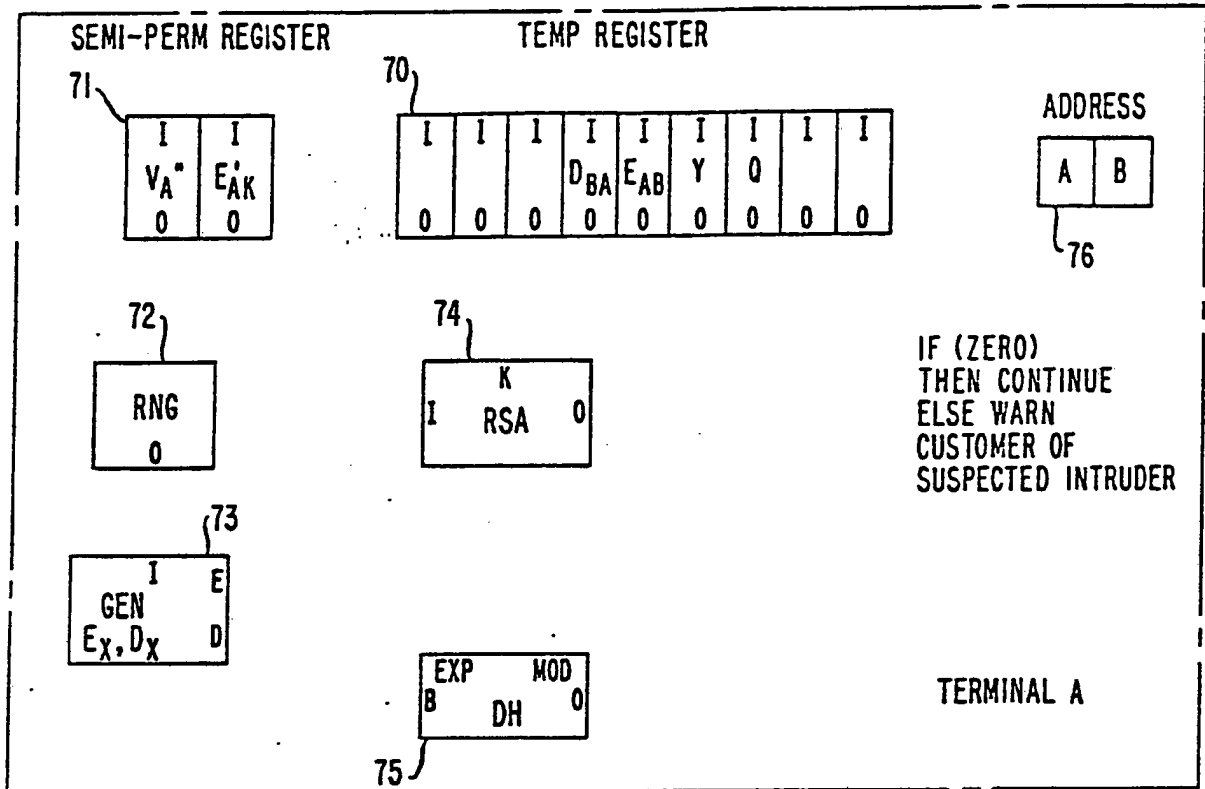 SEMI-PERM REGISTER
TEMP REGISTER
71
70
ADDRESS
I I
V_A" E'_AK
0 0
I I I I I I I I I
D_BA E_AB Y Q
0 0 0 0 0 0 0 0 0
A B
76
72
RNG
0
74
K
I RSA 0
IF (ZERO)
THEN CONTINUE
ELSE WARN
CUSTOMER OF
SUSPECTED INTRUDER
73
I E
GEN
E_X, D_X D
EXP MOD
B DH 0
75
TERMINAL A